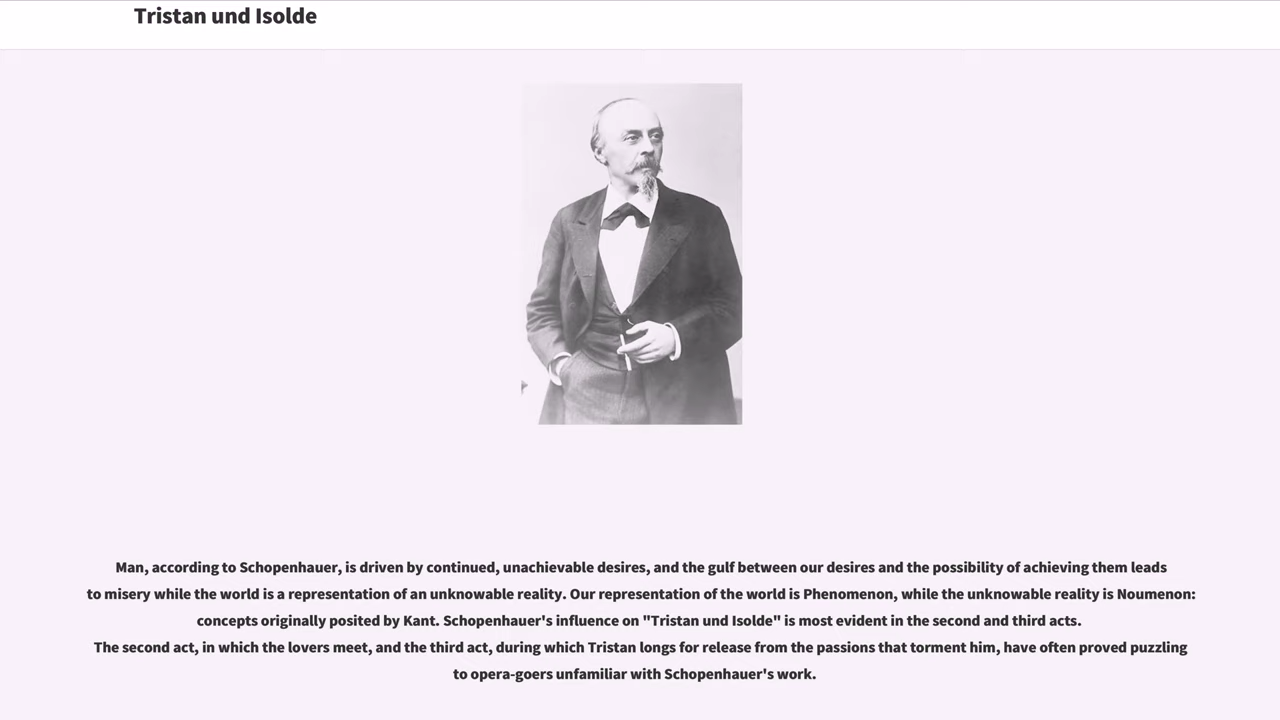 Tristan und Isolde
Man, according to Schopenhauer, is driven by continued, unachievable desires, and the gulf between our desires and the possibility of achieving them leads
to misery while the world is a representation of an unknowable reality. Our representation of the world is Phenomenon, while the unknowable reality is Noumenon:
concepts originally posited by Kant. Schopenhauer's influence on "Tristan und Isolde" is most evident in the second and third acts.
The second act, in which the lovers meet, and the third act, during which Tristan longs for release from the passions that torment him, have often proved puzzling
to opera-goers unfamiliar with Schopenhauer's work.